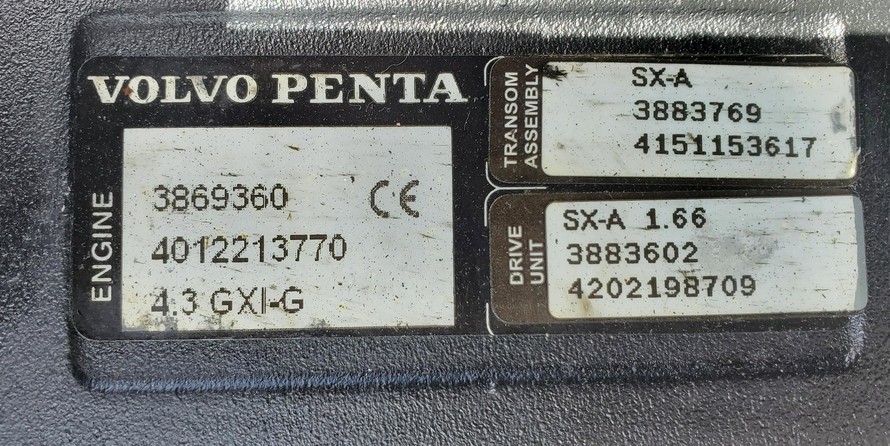 VOLVO PENTA
ENGINE
3869360 CE
4012213770
4.3 GXI-G
TRANSOM
ASSEMBLY
SX-A
3883769
4151153617
DRIVE
UNIT
SX-A 1.66
3883602
4202198709